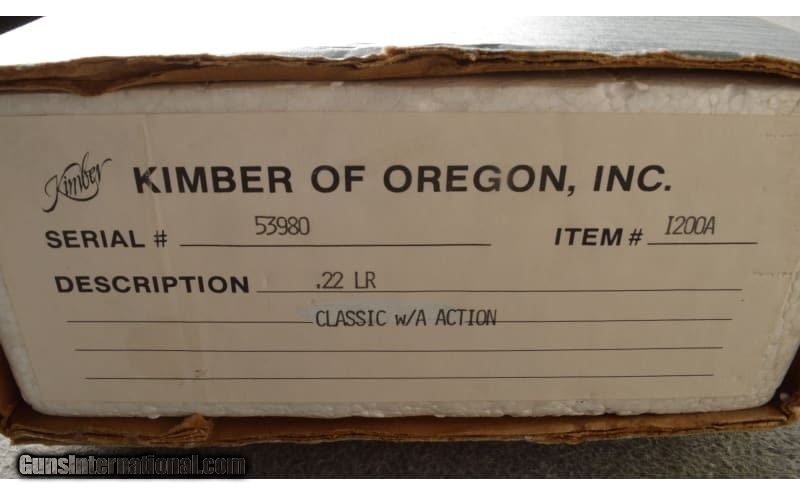 Kimber KIMBER OF OREGON, INC.
SERIAL # 53980 ITEM # I200A
DESCRIPTION .22 LR
CLASSIC W/A ACTION
GunsInternational.com